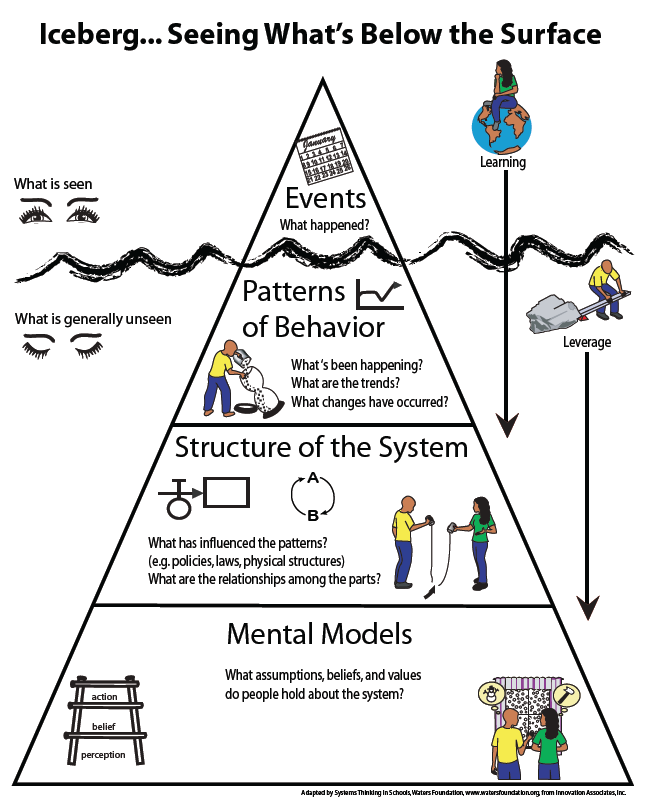 Iceberg... Seeing What's Below the Surface
Learning
What is seen
January
Events
What happened?
Patterns
of Behavior
What is generally unseen
Leverage
What's been happening?
What are the trends?
What changes have occurred?
Structure of the System
A
B
What has influenced the patterns?
(e.g. policies, laws, physical structures)
What are the relationships among the parts?
Mental Models
What assumptions, beliefs, and values
do people hold about the system?
action
belief
perception
Adapted by Systems Thinking in Schools, Waters Foundation, www.watersfoundation.org, from Innovation Associates, Inc.